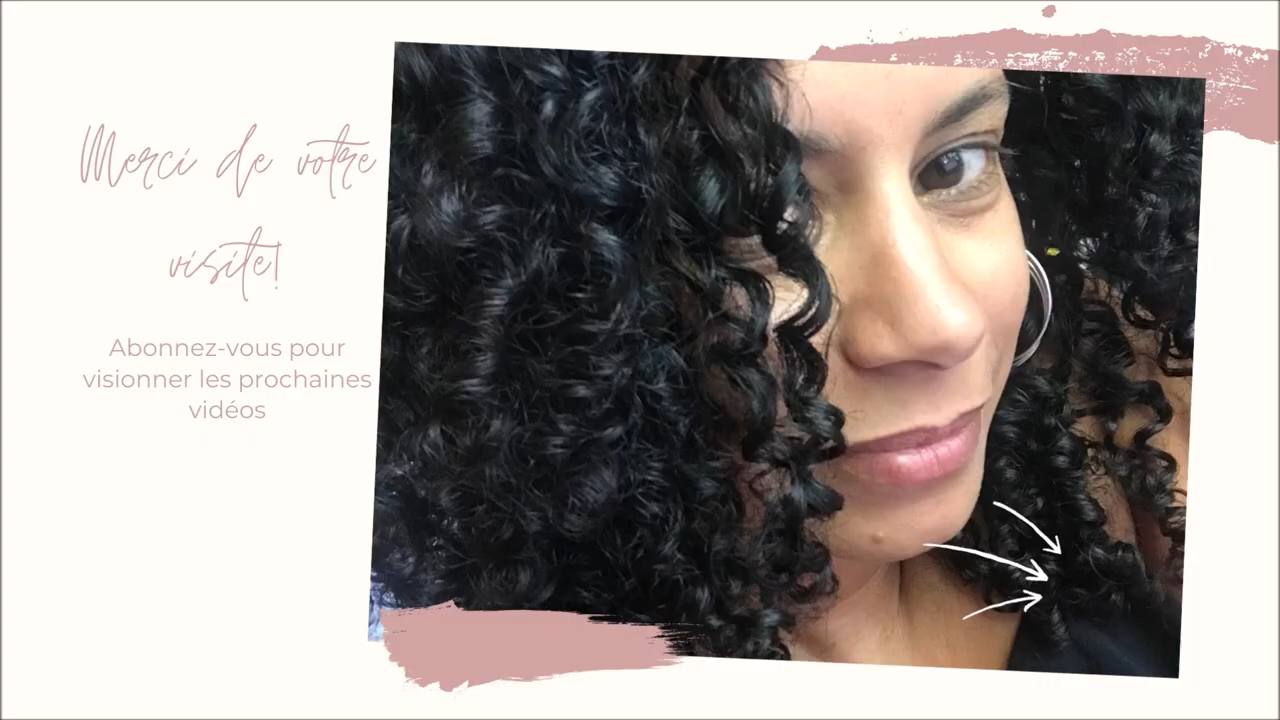 Merci de votre
visite!
Abonnez-vous pour
visionner les prochaines
vidéos